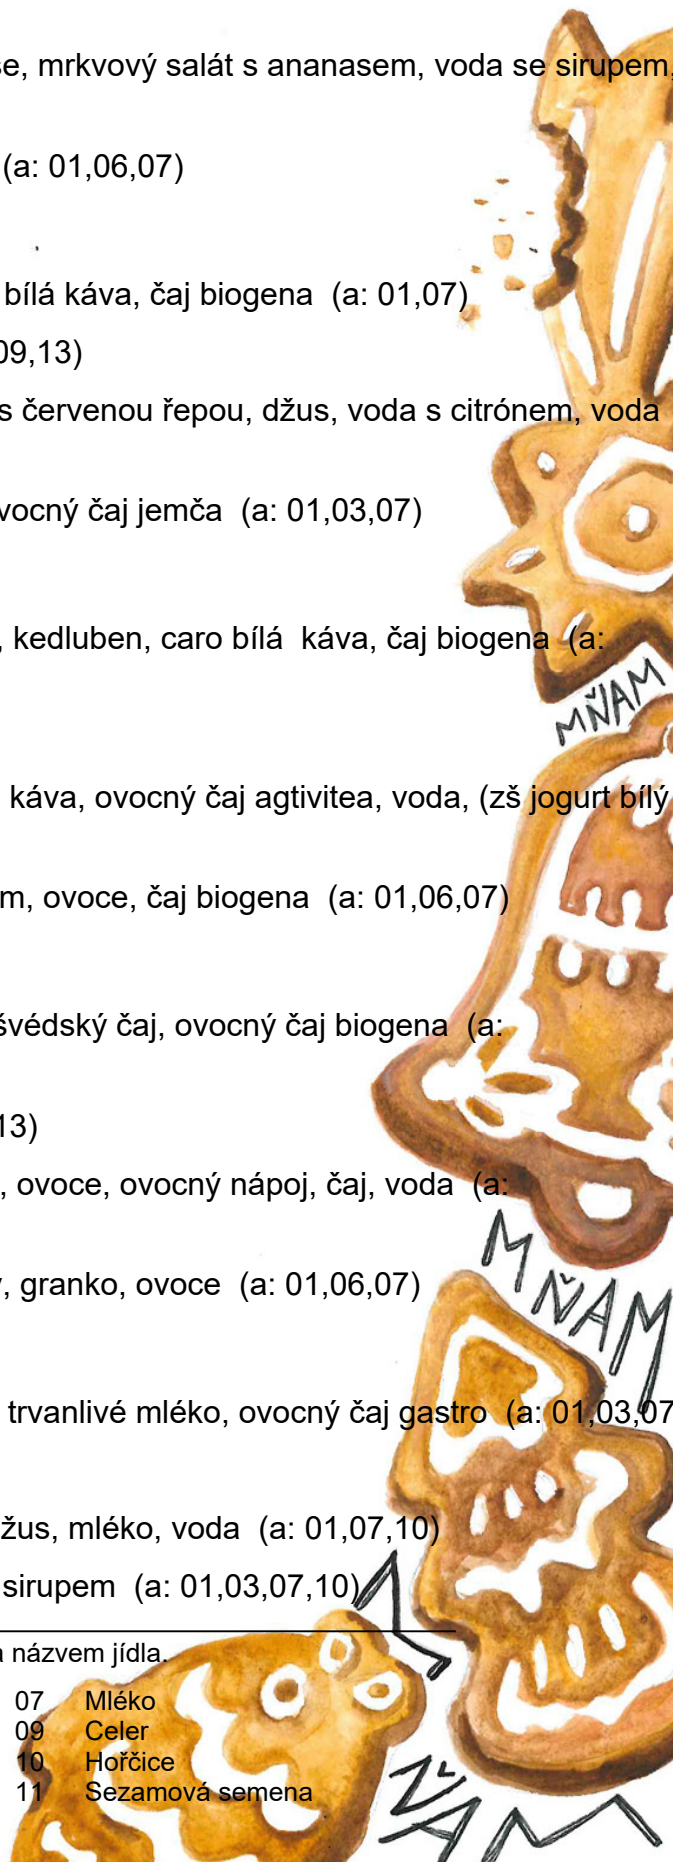 se, mrkvový salát s ananasem, voda se sirupem,
(a: 01,06,07)
bílá káva, čaj biogena (a: 01,07)
09,13)
s červenou řepou, džus, voda s citrónem, voda
vocný čaj jemča (a: 01,03,07)
, kedluben, caro bílá káva, čaj biogena (a:
MŇAM
káva, ovocný čaj agtivitea, voda, (zš jogurt bílý
m, ovoce, čaj biogena (a: 01,06,07)
švédský čaj, ovocný čaj biogena (a:
13)
, ovoce, ovocný nápoj, čaj, voda (a:
MŇAM
, granko, ovoce (a: 01,06,07)
trvanlivé mléko, ovocný čaj gastro (a: 01,03,07
žus, mléko, voda (a: 01,07,10)
sirupem (a: 01,03,07,10)
a názvem jídla.
07 Mléko
09 Celer
10 Hořčice
11 Sezamová semena
ŇAM